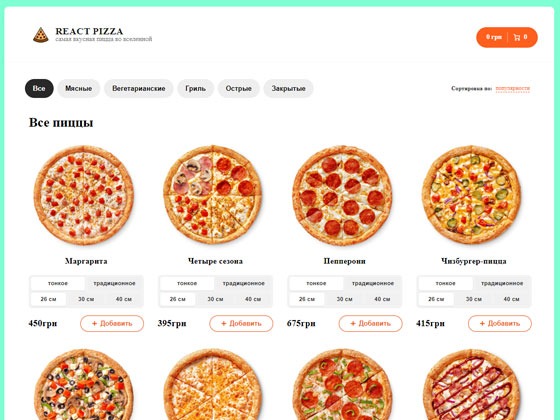 REACT PIZZA
самая вкусная пицца во вселенной
0 грн 0
Все Мясные Вегетарианские Гриль Острые Закрытые
Сортировка по: популярности
Все пиццы
Маргарита Четыре сезона Пепперони Чизбургер-пицца
тонкое традиционное тонкое традиционное тонкое традиционное тонкое традиционное
26 см 30 см 40 см 26 см 30 см 40 см 26 см 30 см 40 см 26 см 30 см 40 см
450грн + Добавить 395грн + Добавить 675грн + Добавить 415грн + Добавить